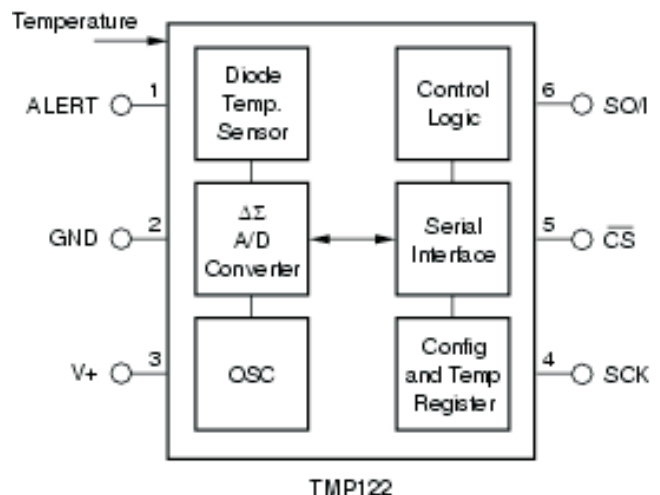 Temperature
ALERT
1
GND
2
V+
3
Diode
Temp.
Sensor
ΔΣ
A/D
Converter
OSC
Control
Logic
Serial
Interface
Config
and Temp
Register
6
SO/I
5
C̅S̅
4
SCK
TMP122